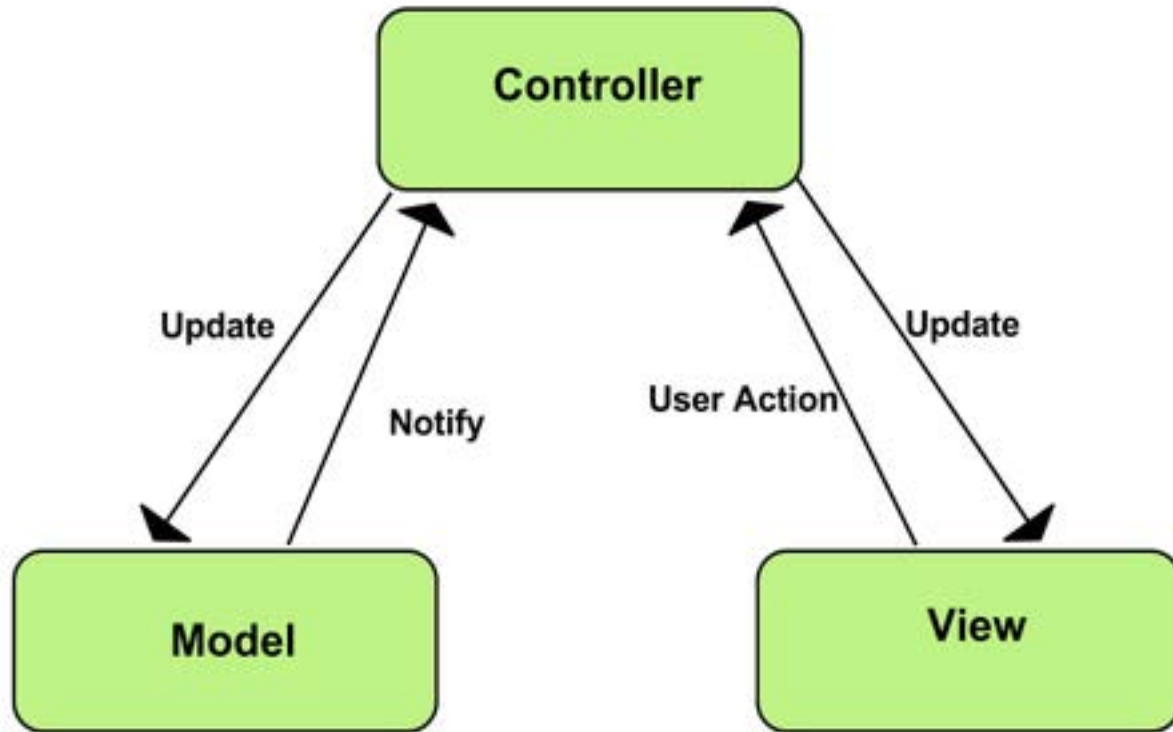 Controller
Update
Update
User Action
Notify
Model
View